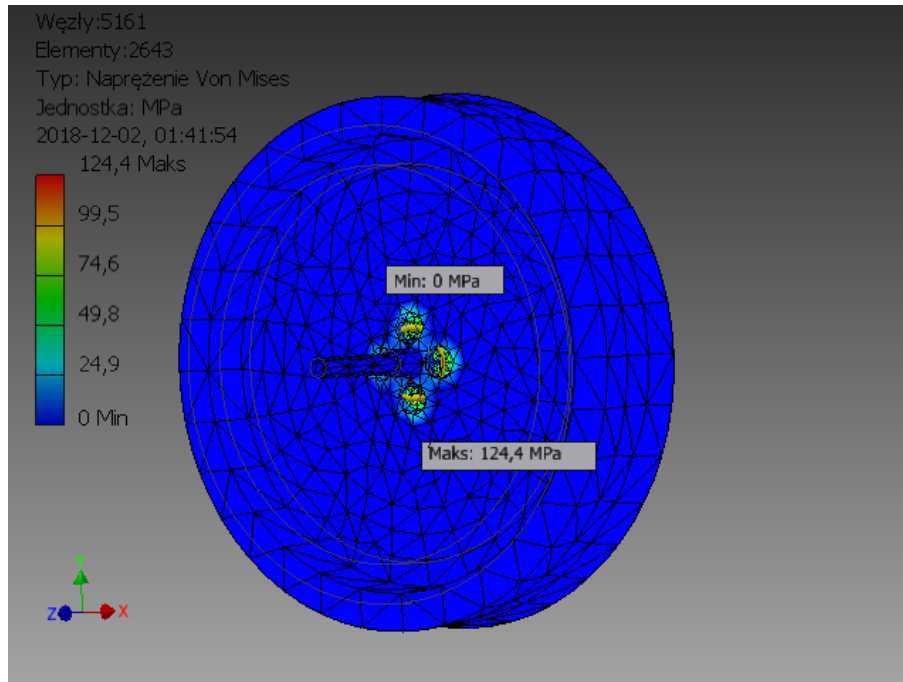 Węzły:5161
Elementy:2643
Typ: Naprężenie Von Mises
Jednostka: MPa
2018-12-02, 01:41:54
124,4 Maks
99,5
74,6
49,8
24,9
0 Min
Min: 0 MPa
Maks: 124,4 MPa
Y
Z
X